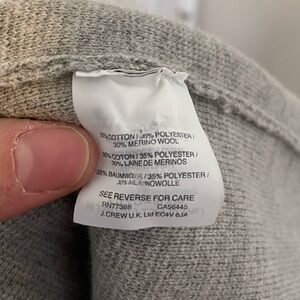 35% COTTON / 35% POLYESTER /
30% MERINO WOOL
35% COTON / 35% POLYESTER /
30% LAINE DE MERINOS
35% BAUMWOLLE / 35% POLYESTER /
30% MERINOWOLLE
SEE REVERSE FOR CARE
RN77388 CA56445
J.CREW U.K. Ltd EC4V 6JA